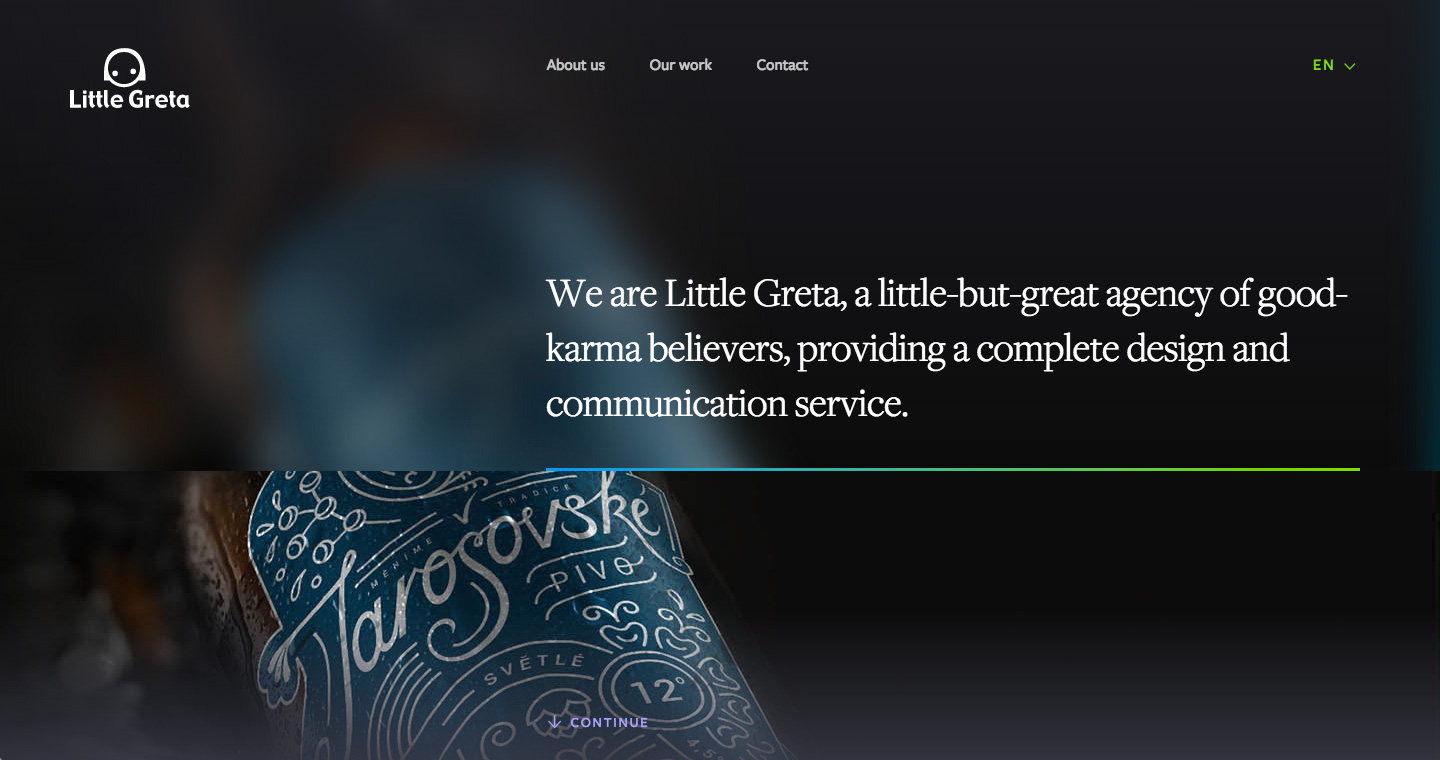 Little Greta
About us
Our work
Contact
EN
We are Little Greta, a little-but-great agency of good-
karma believers, providing a complete design and
communication service.
TRADICE
MĚNÍME
Jarosovské
PIVO
SVĚTLÉ
12°
CONTINUE